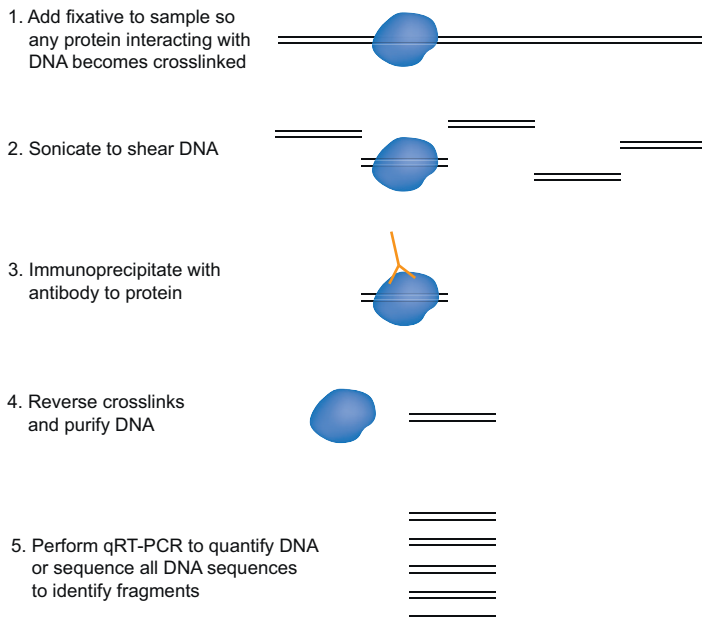 1. Add fixative to sample so
any protein interacting with
DNA becomes crosslinked
2. Sonicate to shear DNA
3. Immunoprecipitate with
antibody to protein
4. Reverse crosslinks
and purify DNA
5. Perform qRT-PCR to quantify DNA
or sequence all DNA sequences
to identify fragments